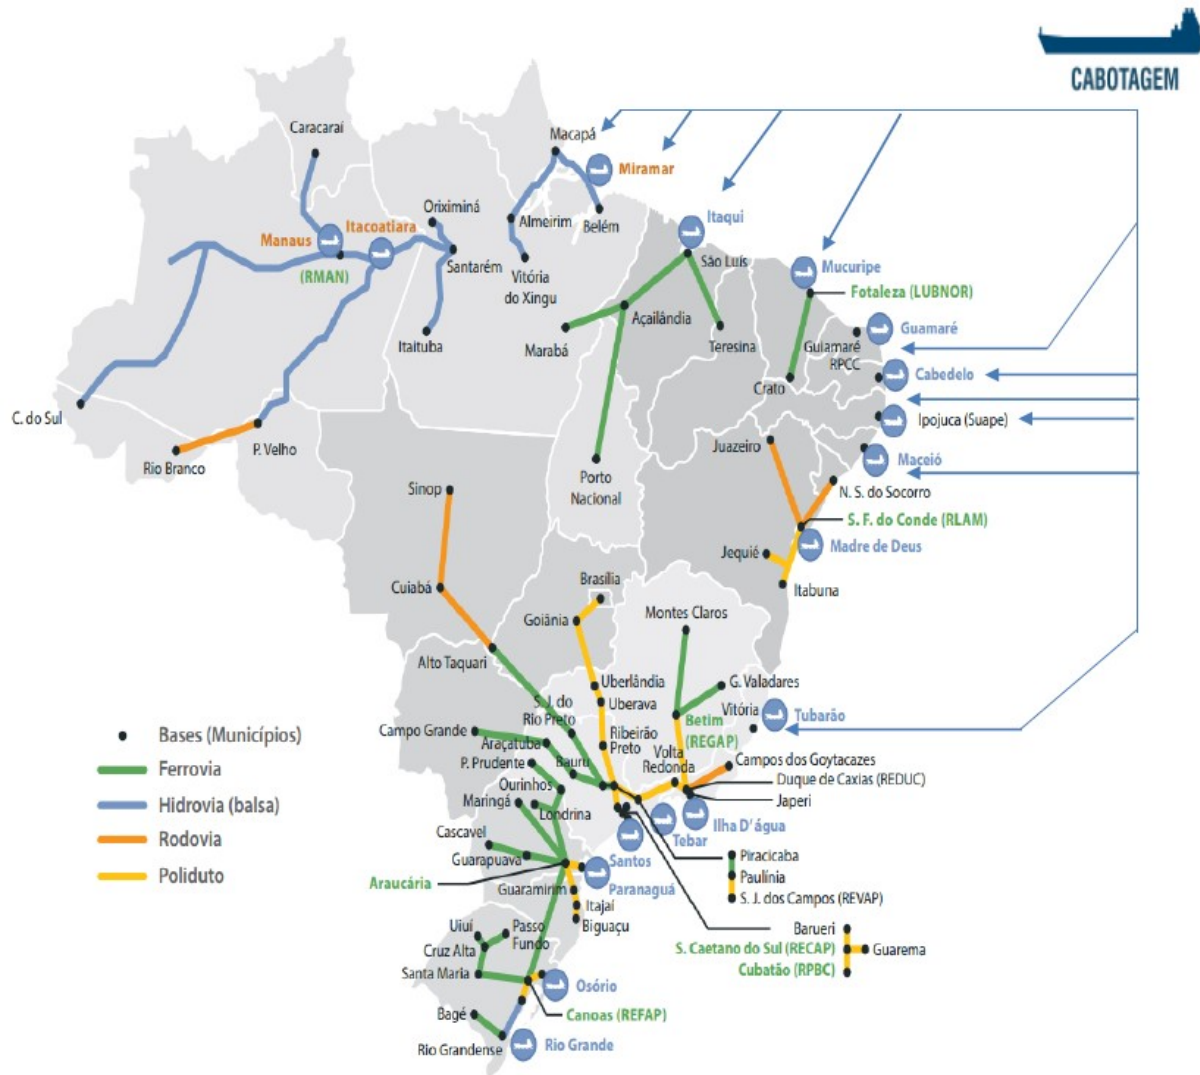 CABOTAGEM
Caracaraí
Macapá
Miramar
Oriximiná
Almeirim
Belém
Itaqui
Manaus
Itacoatiara
(RMAN)
Santarém
Vitória
do Xingu
São Luís
Mucuripe
Fotaleza (LUBNOR)
Açailândia
Itaituba
Marabá
Teresina
Guiamaré
RPCC
Guamaré
Crato
Cabedelo
C. do Sul
Rio Branco
P. Velho
Ipojuca (Suape)
Juazeiro
Maceió
Porto
Nacional
Sinop
N. S. do Socorro
S. F. do Conde (RLAM)
Jequié
Madre de Deus
Itabuna
Cuiabá
Brasília
Goiânia
Montes Claros
Alto Taquari
Uberlândia
Uberava
G. Valadares
S. J. do
Rio Preto
Vitória
Tubarão
Betim
(REGAP)
Campo Grande
Araçatuba
Ribeirão
Preto
Volta
Redonda
P. Prudente
Bauru
Campos dos Goytacazes
Duque de Caxias (REDUC)
Japeri
Ourinhos
Maringá
Londrina
Ilha D'água
Tebar
Santos
Cascavel
Guarapuava
Piracicaba
Paulínia
S. J. dos Campos (REVAP)
Araucária
Paranaguá
Guaramirim
Itajaí
Biguaçu
Barueri
S. Caetano do Sul (RECAP)
Guarema
Cubatão (RPBC)
Uiuí
Passo
Fundo
Cruz Alta
Santa Maria
Osório
Canoas (REFAP)
Bagé
Rio Grandense
Rio Grande
Bases (Municípios)
Ferrovia
Hidrovia (balsa)
Rodovia
Poliduto